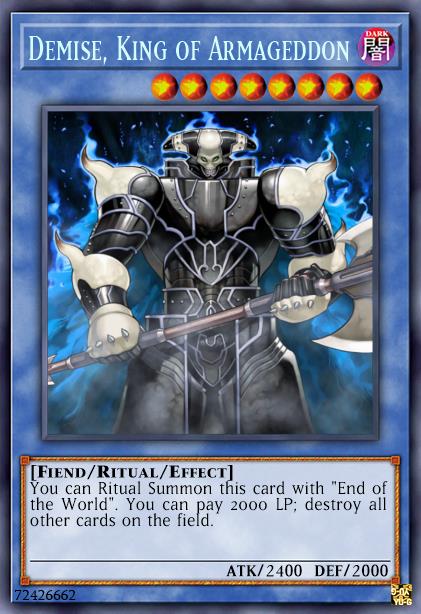 Demise, King of Armageddon
DARK
闇
[Fiend/Ritual/Effect]
You can Ritual Summon this card with "End of
the World". You can pay 2000 LP; destroy all
other cards on the field.
ATK/2400 DEF/2000
72426662